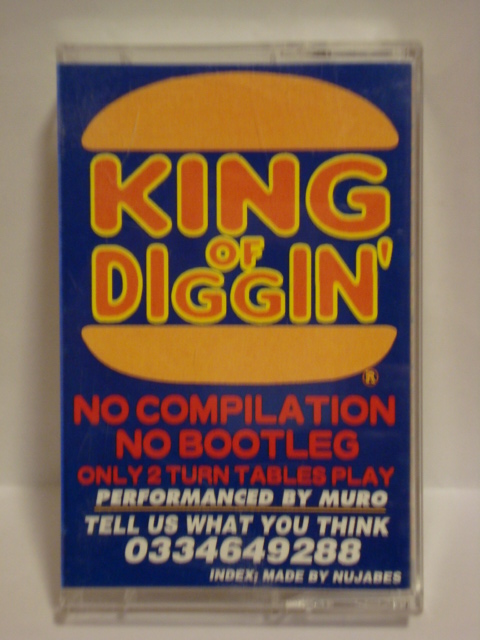 KING
OF
DIGGIN'
®
NO COMPILATION
NO BOOTLEG
ONLY 2 TURN TABLES PLAY
PERFORMANCED BY MURO
TELL US WHAT YOU THINK
0334649288
INDEX; MADE BY NUJABES